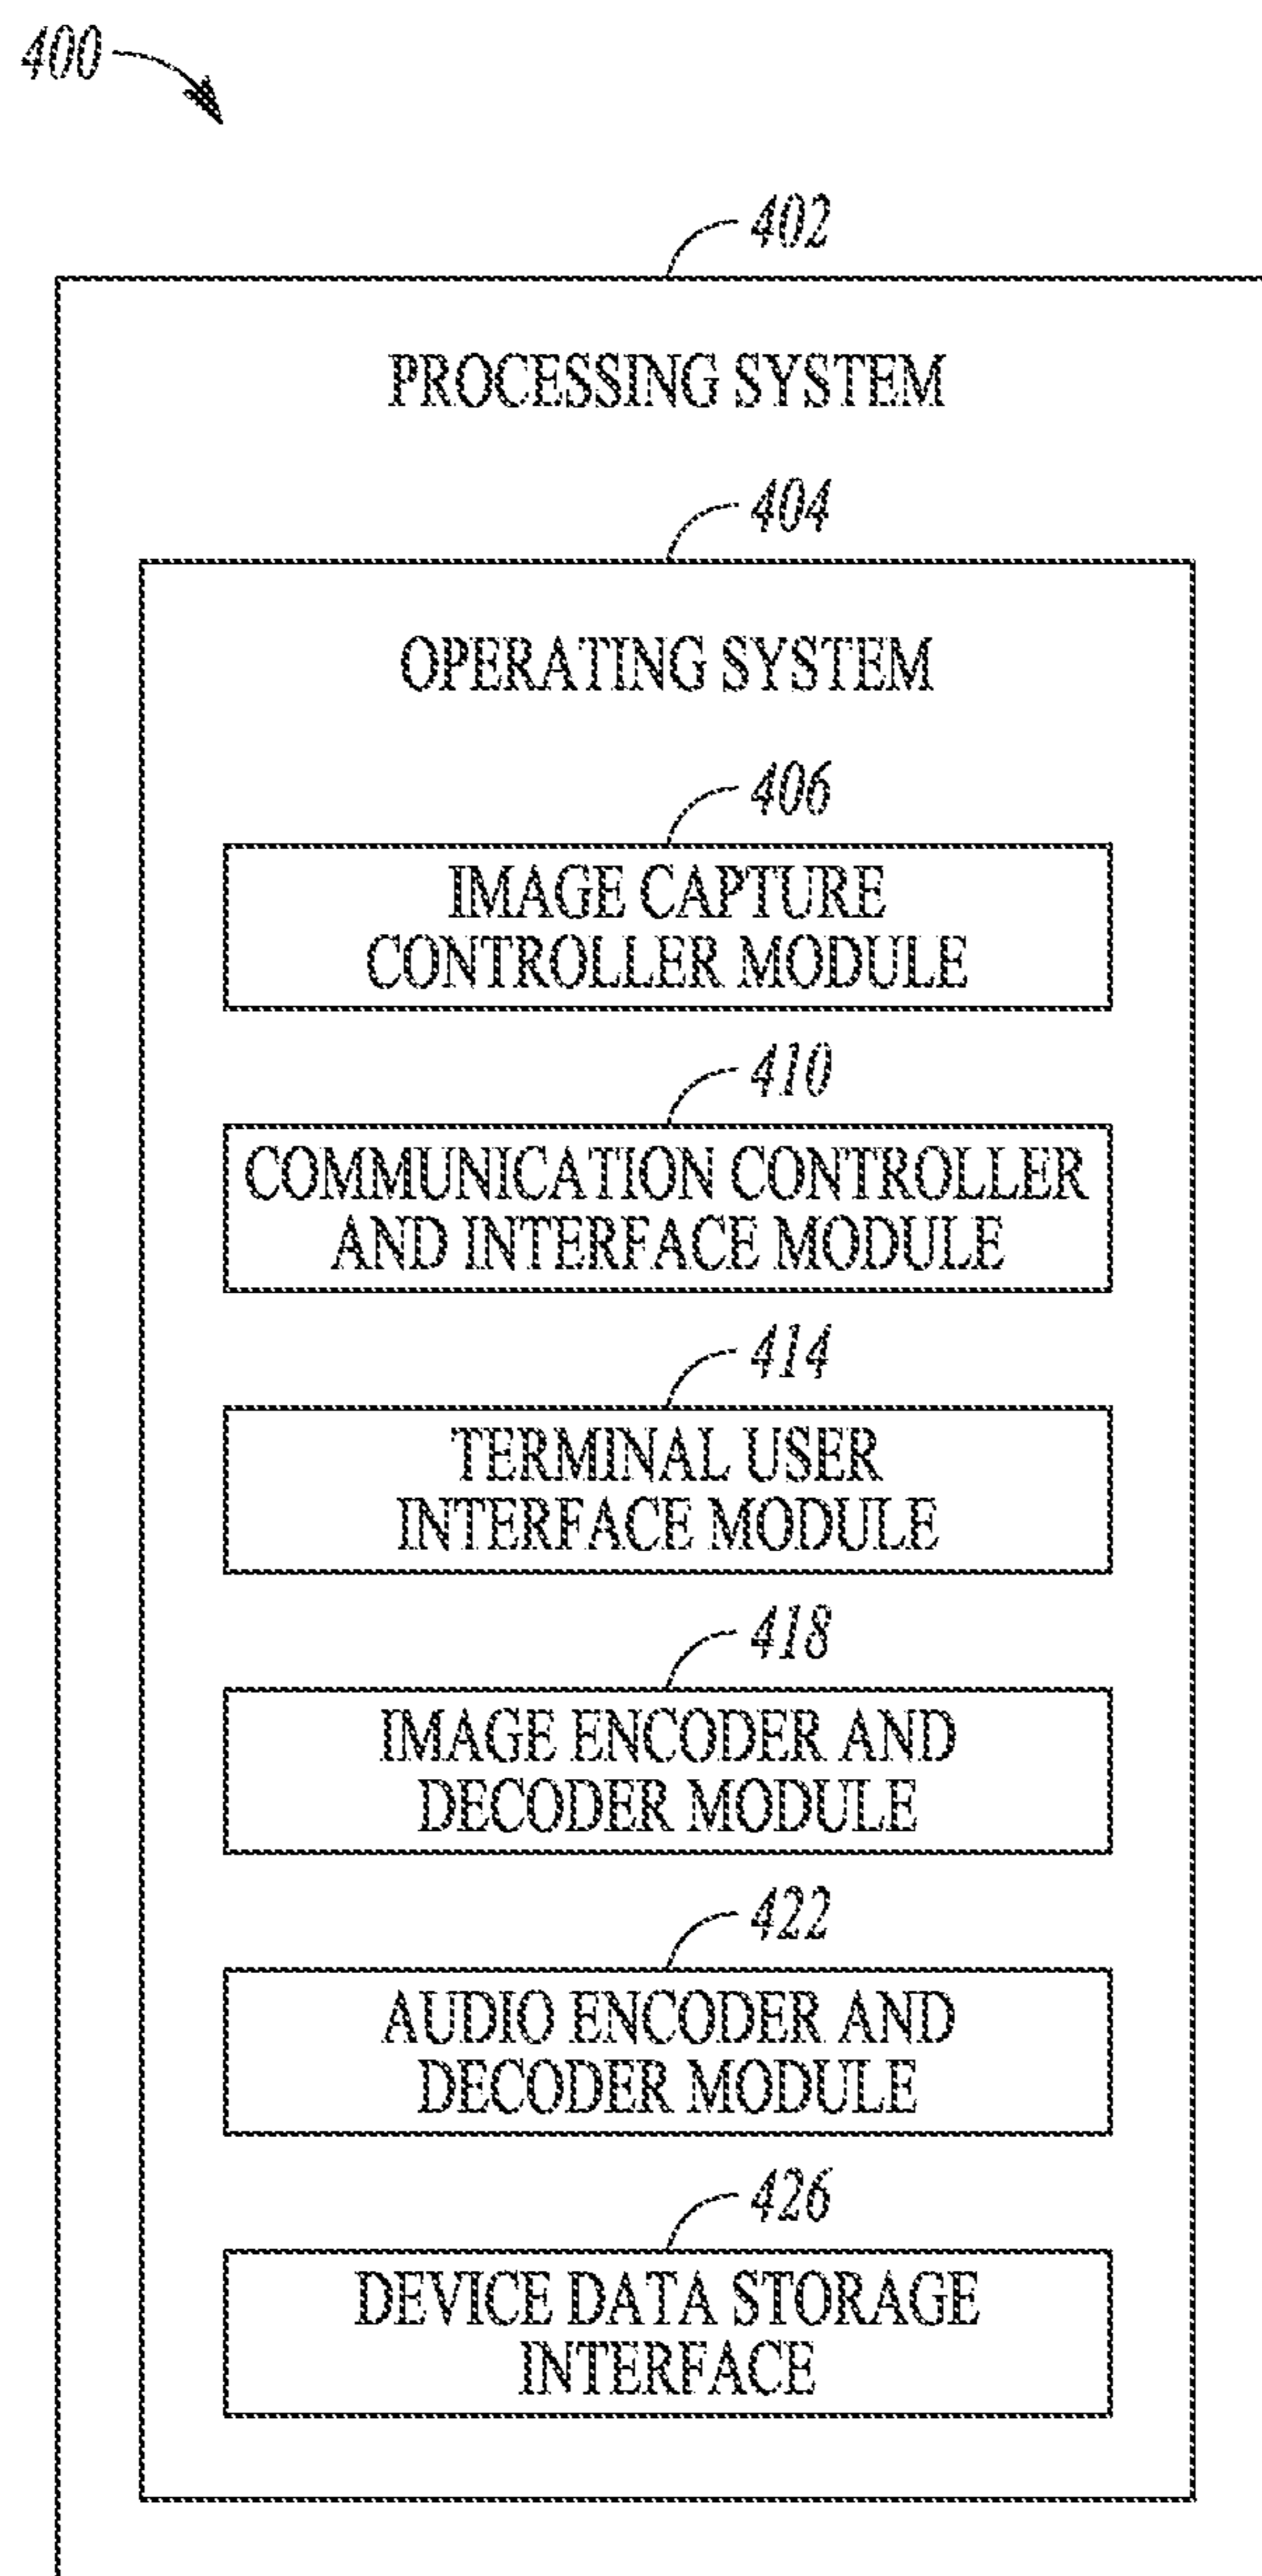 400
402
PROCESSING SYSTEM
404
OPERATING SYSTEM
406
IMAGE CAPTURE
CONTROLLER MODULE
410
COMMUNICATION CONTROLLER
AND INTERFACE MODULE
414
TERMINAL USER
INTERFACE MODULE
418
IMAGE ENCODER AND
DECODER MODULE
422
AUDIO ENCODER AND
DECODER MODULE
426
DEVICE DATA STORAGE
INTERFACE